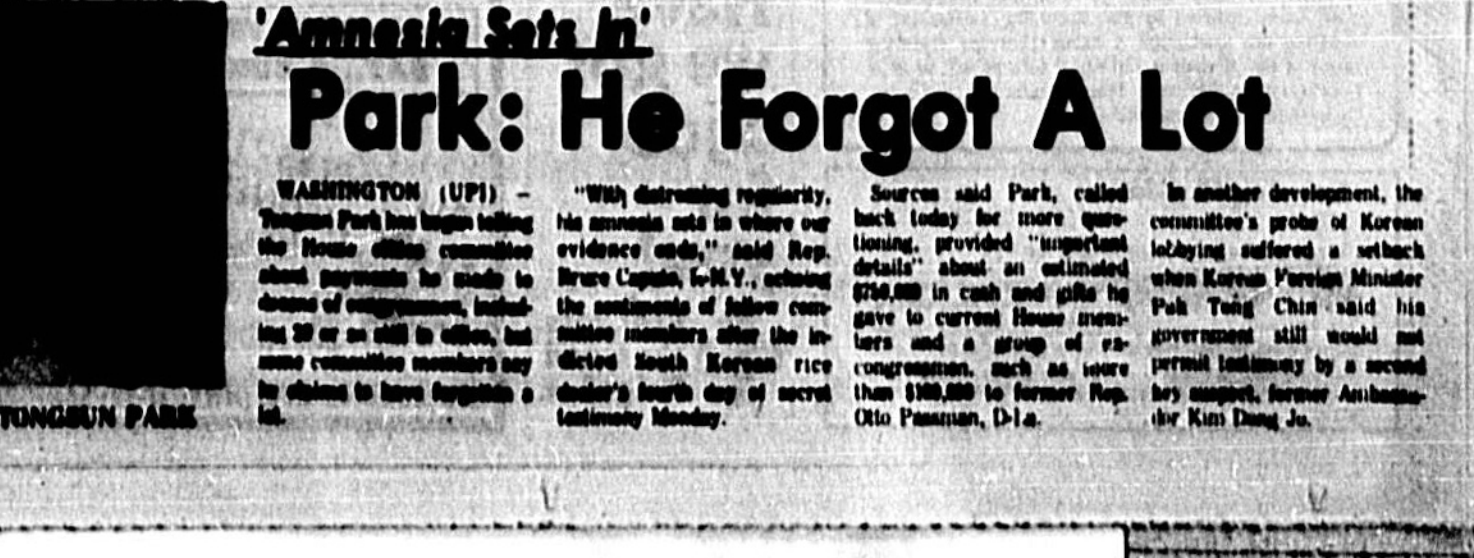 'Amnesia Sets In'
Park: He Forgot A Lot
WASHINGTON (UPI) –
Tongsun Park has begun telling
the House ethics committee
about payments he made to
dozens of congressmen, includ-
ing 20 or so still in office, but
some committee members say
he claims to have forgotten a
lot.
"With distressing regularity,
his amnesia sets in where our
evidence ends," said Rep.
Bruce Caputo, R-N.Y., echoing
the sentiments of fellow com-
mittee members after the in-
dicted South Korean rice
dealer's fourth day of secret
testimony Monday.
Sources said Park, called
back today for more ques-
tioning, provided "important
details" about an estimated
$750,000 in cash and gifts he
gave to current House mem-
bers and a group of ex-
congressmen, such as more
than $100,000 to former Rep.
Otto Passman, D-La.
In another development, the
committee's probe of Korean
lobbying suffered a setback
when Korean Foreign Minister
Pak Tong Chin said his
government still would not
permit testimony by a second
key suspect, former Ambassa-
dor Kim Dong Jo.
TONGSUN PARK